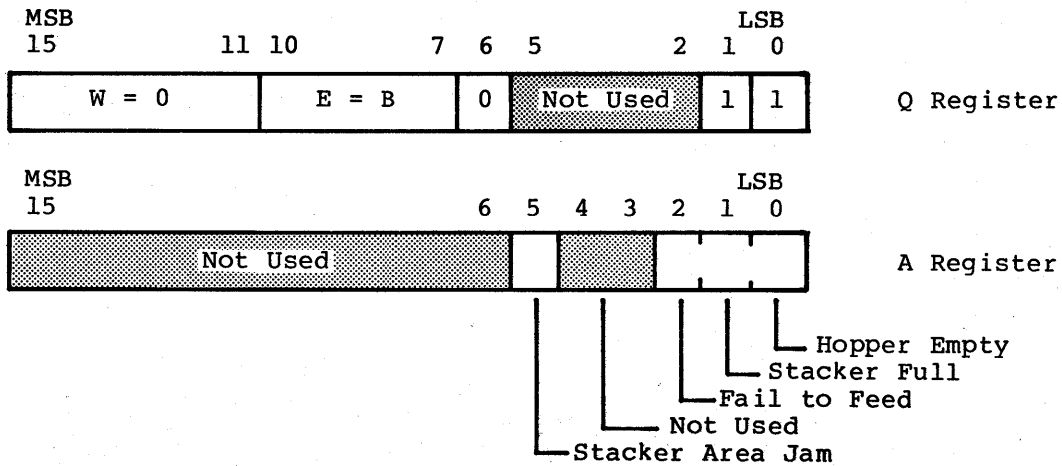 MSB LSB
15 11 10 7 6 5 2 1 0
W = 0 E = B 0 Not Used 1 1 Q Register
MSB LSB
15 6 5 4 3 2 1 0
Not Used A Register
Hopper Empty
Stacker Full
Fail to Feed
Not Used
Stacker Area Jam